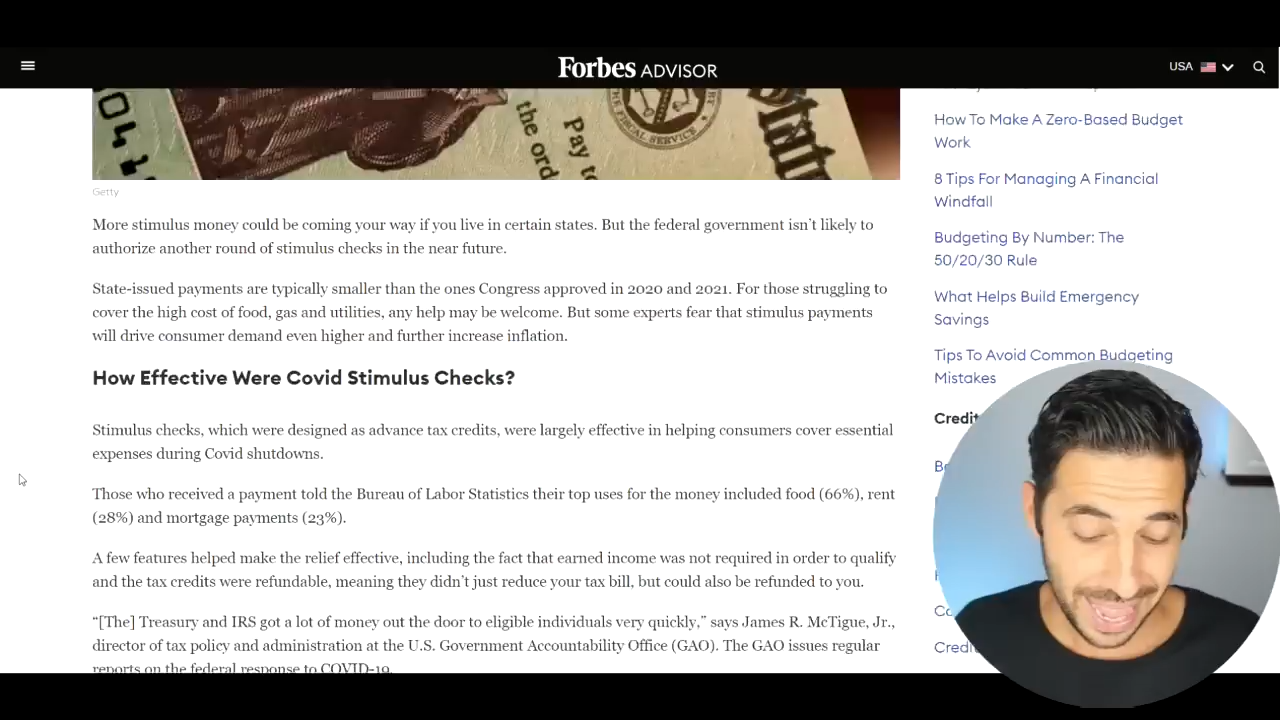 Forbes ADVISOR
USA
Pay to
the ord
Getty
More stimulus money could be coming your way if you live in certain states. But the federal government isn’t likely to
authorize another round of stimulus checks in the near future.
State-issued payments are typically smaller than the ones Congress approved in 2020 and 2021. For those struggling to
cover the high cost of food, gas and utilities, any help may be welcome. But some experts fear that stimulus payments
will drive consumer demand even higher and further increase inflation.
How Effective Were Covid Stimulus Checks?
Stimulus checks, which were designed as advance tax credits, were largely effective in helping consumers cover essential
expenses during Covid shutdowns.
Those who received a payment told the Bureau of Labor Statistics their top uses for the money included food (66%), rent
(28%) and mortgage payments (23%).
A few features helped make the relief effective, including the fact that earned income was not required in order to qualify
and the tax credits were refundable, meaning they didn’t just reduce your tax bill, but could also be refunded to you.
“[The] Treasury and IRS got a lot of money out the door to eligible individuals very quickly,” says James R. McTigue, Jr.,
director of tax policy and administration at the U.S. Government Accountability Office (GAO). The GAO issues regular
reports on the federal response to COVID-19.
How To Make A Zero-Based Budget
Work
8 Tips For Managing A Financial
Windfall
Budgeting By Number: The
50/20/30 Rule
What Helps Build Emergency
Savings
Tips To Avoid Common Budgeting
Mistakes
Credit